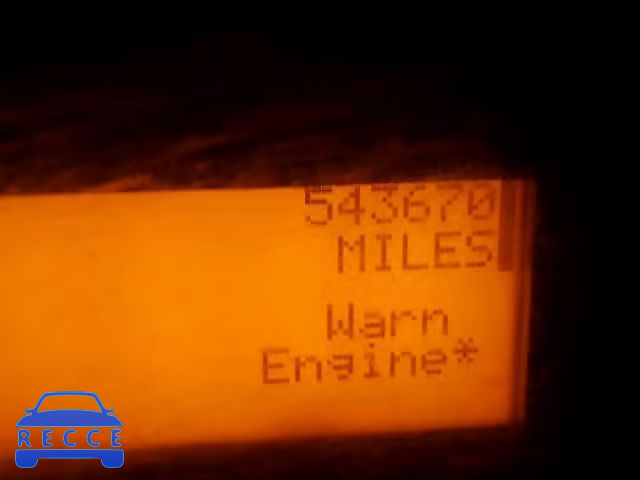 543670
MILES
Warn
Engine*
RECCE